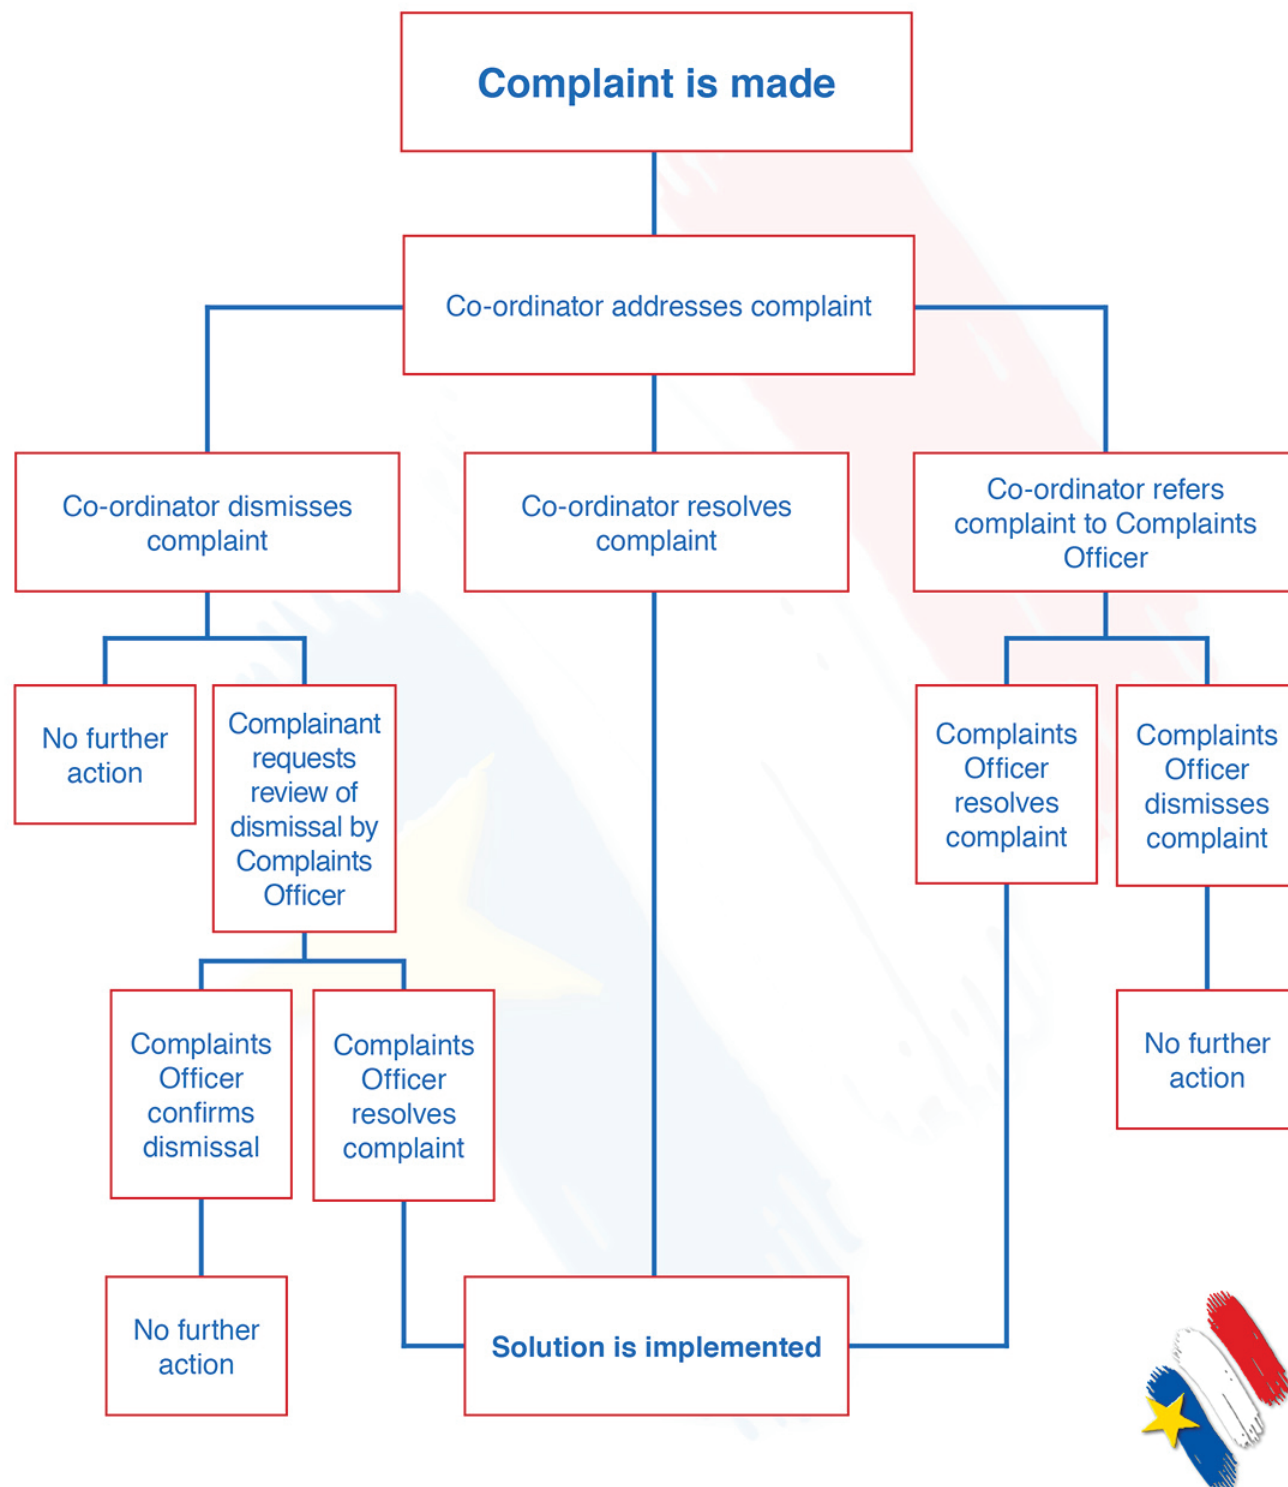 Complaint is made
Co-ordinator addresses complaint
Co-ordinator dismisses
complaint
Co-ordinator resolves
complaint
Co-ordinator refers
complaint to Complaints
Officer
No further
action
Complainant
requests
review of
dismissal by
Complaints
Officer
Complaints
Officer
resolves
complaint
Complaints
Officer
dismisses
complaint
Complaints
Officer
confirms
dismissal
Complaints
Officer
resolves
complaint
No further
action
No further
action
Solution is implemented